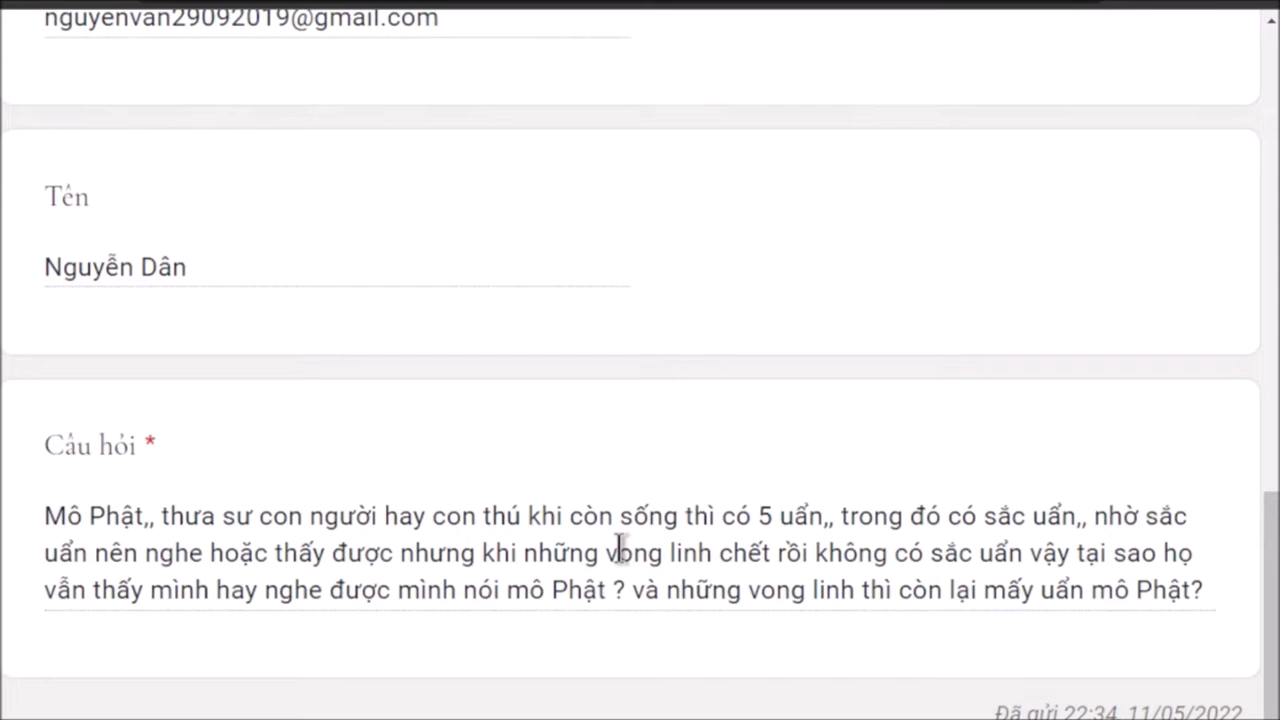 nguyenvan29092019@gmail.com
Tên
Nguyễn Dân
Câu hỏi *
Mô Phật,, thưa sư con người hay con thú khi còn sống thì có 5 uẩn,, trong đó có sắc uẩn,, nhờ sắc
uẩn nên nghe hoặc thấy được nhưng khi những vong linh chết rồi không có sắc uẩn vậy tại sao họ
vẫn thấy mình hay nghe được mình nói mô Phật ? và những vong linh thì còn lại mấy uẩn mô Phật?
Đã gửi 22:34, 11/05/2022